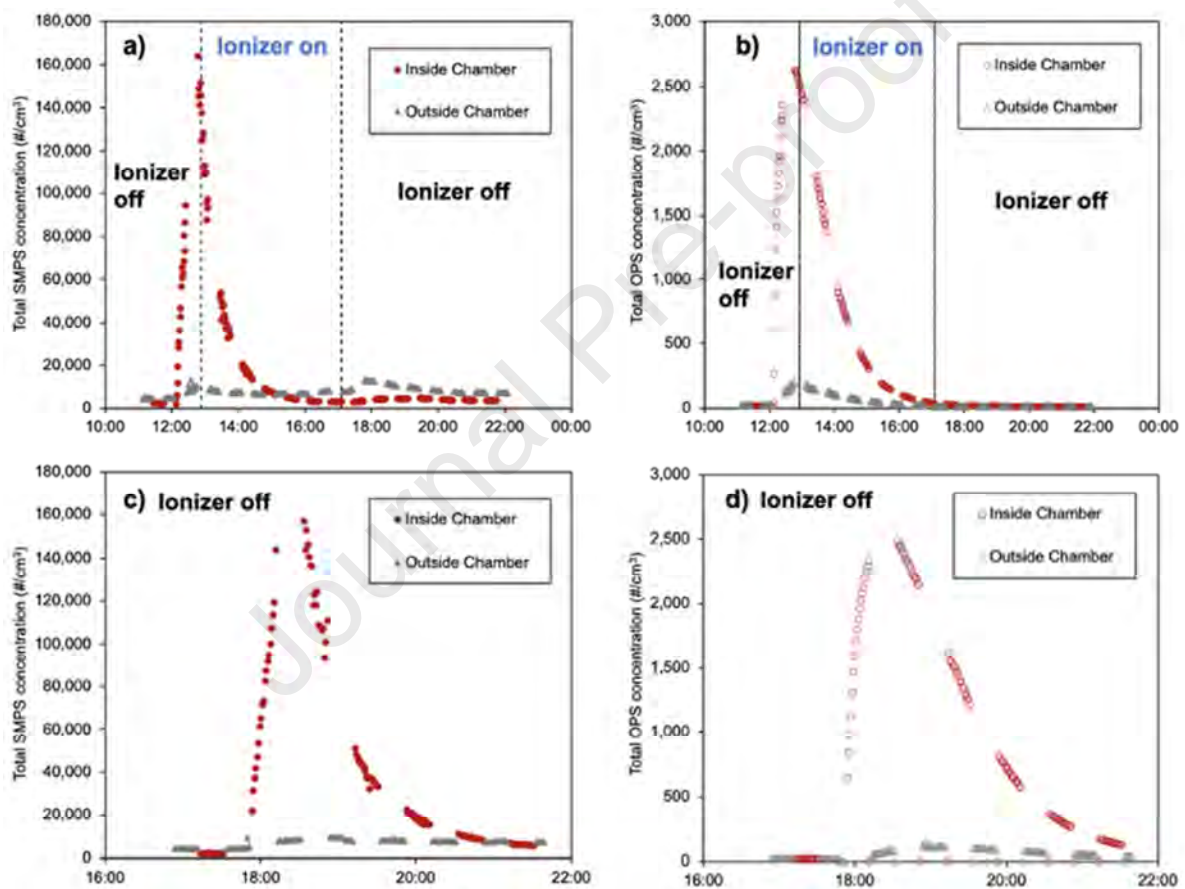 a)
Ionizer on
Inside Chamber
Outside Chamber
Ionizer
off
Ionizer off
Total SMPS concentration (#/cm³)
180,000
160,000
140,000
120,000
100,000
80,000
60,000
40,000
20,000
0
10:00 12:00 14:00 16:00 18:00 20:00 22:00 00:00
b)
Ionizer on
Inside Chamber
Outside Chamber
Ionizer
off
Ionizer off
Total OPS concentration (#/cm³)
3,000
2,500
2,000
1,500
1,000
500
0
10:00 12:00 14:00 16:00 18:00 20:00 22:00 00:00
c) Ionizer off
Inside Chamber
Outside Chamber
Total SMPS concentration (#/cm³)
180,000
160,000
140,000
120,000
100,000
80,000
60,000
40,000
20,000
0
16:00 18:00 20:00 22:00
d) Ionizer off
Inside Chamber
Outside Chamber
Total OPS concentration (#/cm³)
3,000
2,500
2,000
1,500
1,000
500
0
16:00 18:00 20:00 22:00
Journal Pre-proof